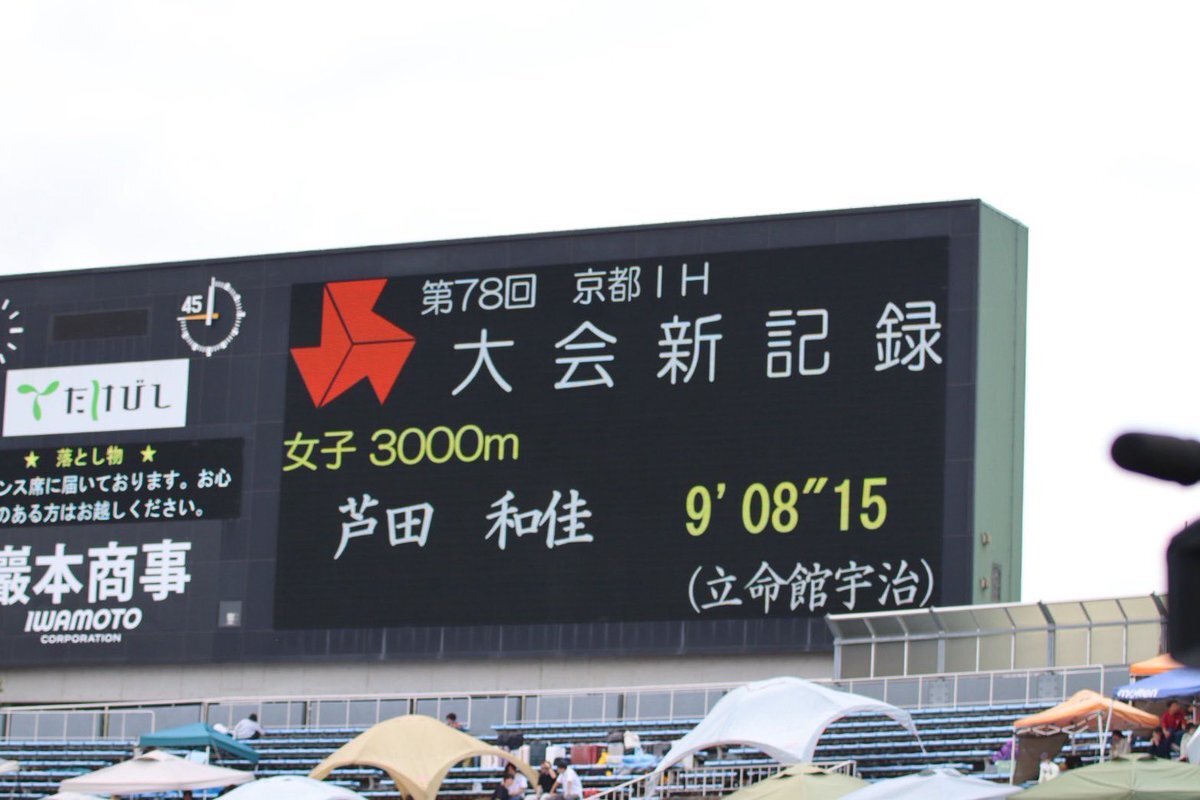 第78回 京都IH
大会新記録
女子 3000m
芦田 和佳 9'08"15
(立命館宇治)
45
たけびし
★ 落とし物 ★
ンス席に届いております。お心
のある方はお越しください。
巖本商事
IWAMOTO
CORPORATION
molten